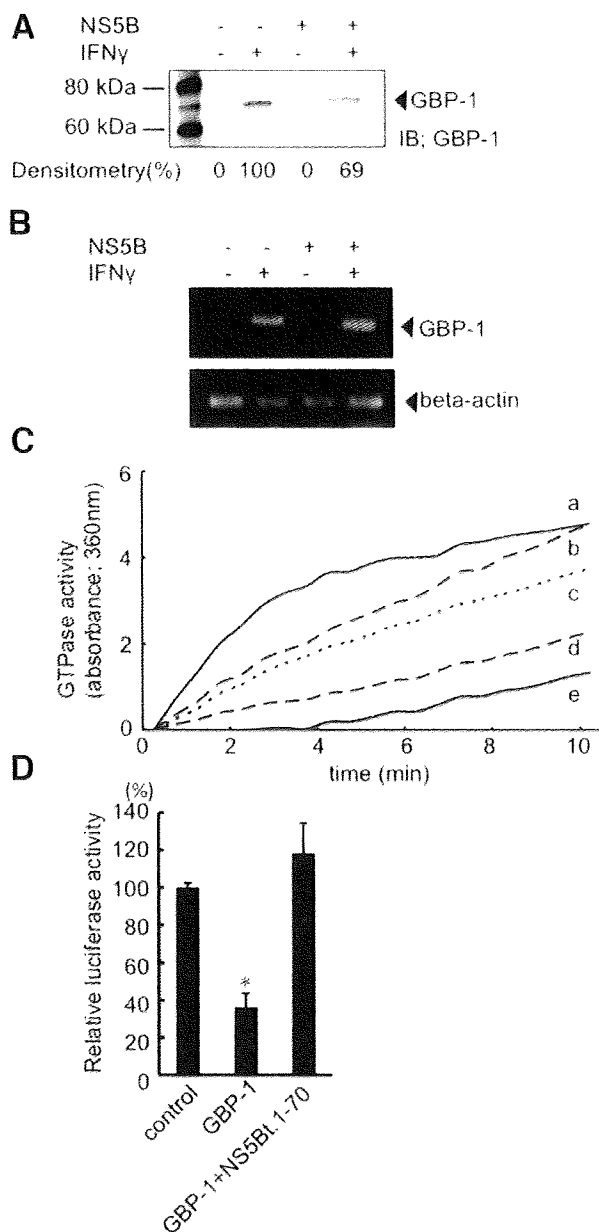 A
NS5B - - + +
IFNγ - + - +
80 kDa
60 kDa
GBP-1
IB; GBP-1
Densitometry(%) 0 100 0 69
B
NS5B - - + +
IFNγ - + - +
GBP-1
beta-actin
C
GTPase activity
(absorbance; 360nm)
6
4
2
0
a
b
c
d
e
0 2 4 6 8 10
time (min)
D
(%)
Relative luciferase activity
140
120
100
80
60
40
20
0
*
control
GBP-1
GBP-1+NS5Bt.1-70